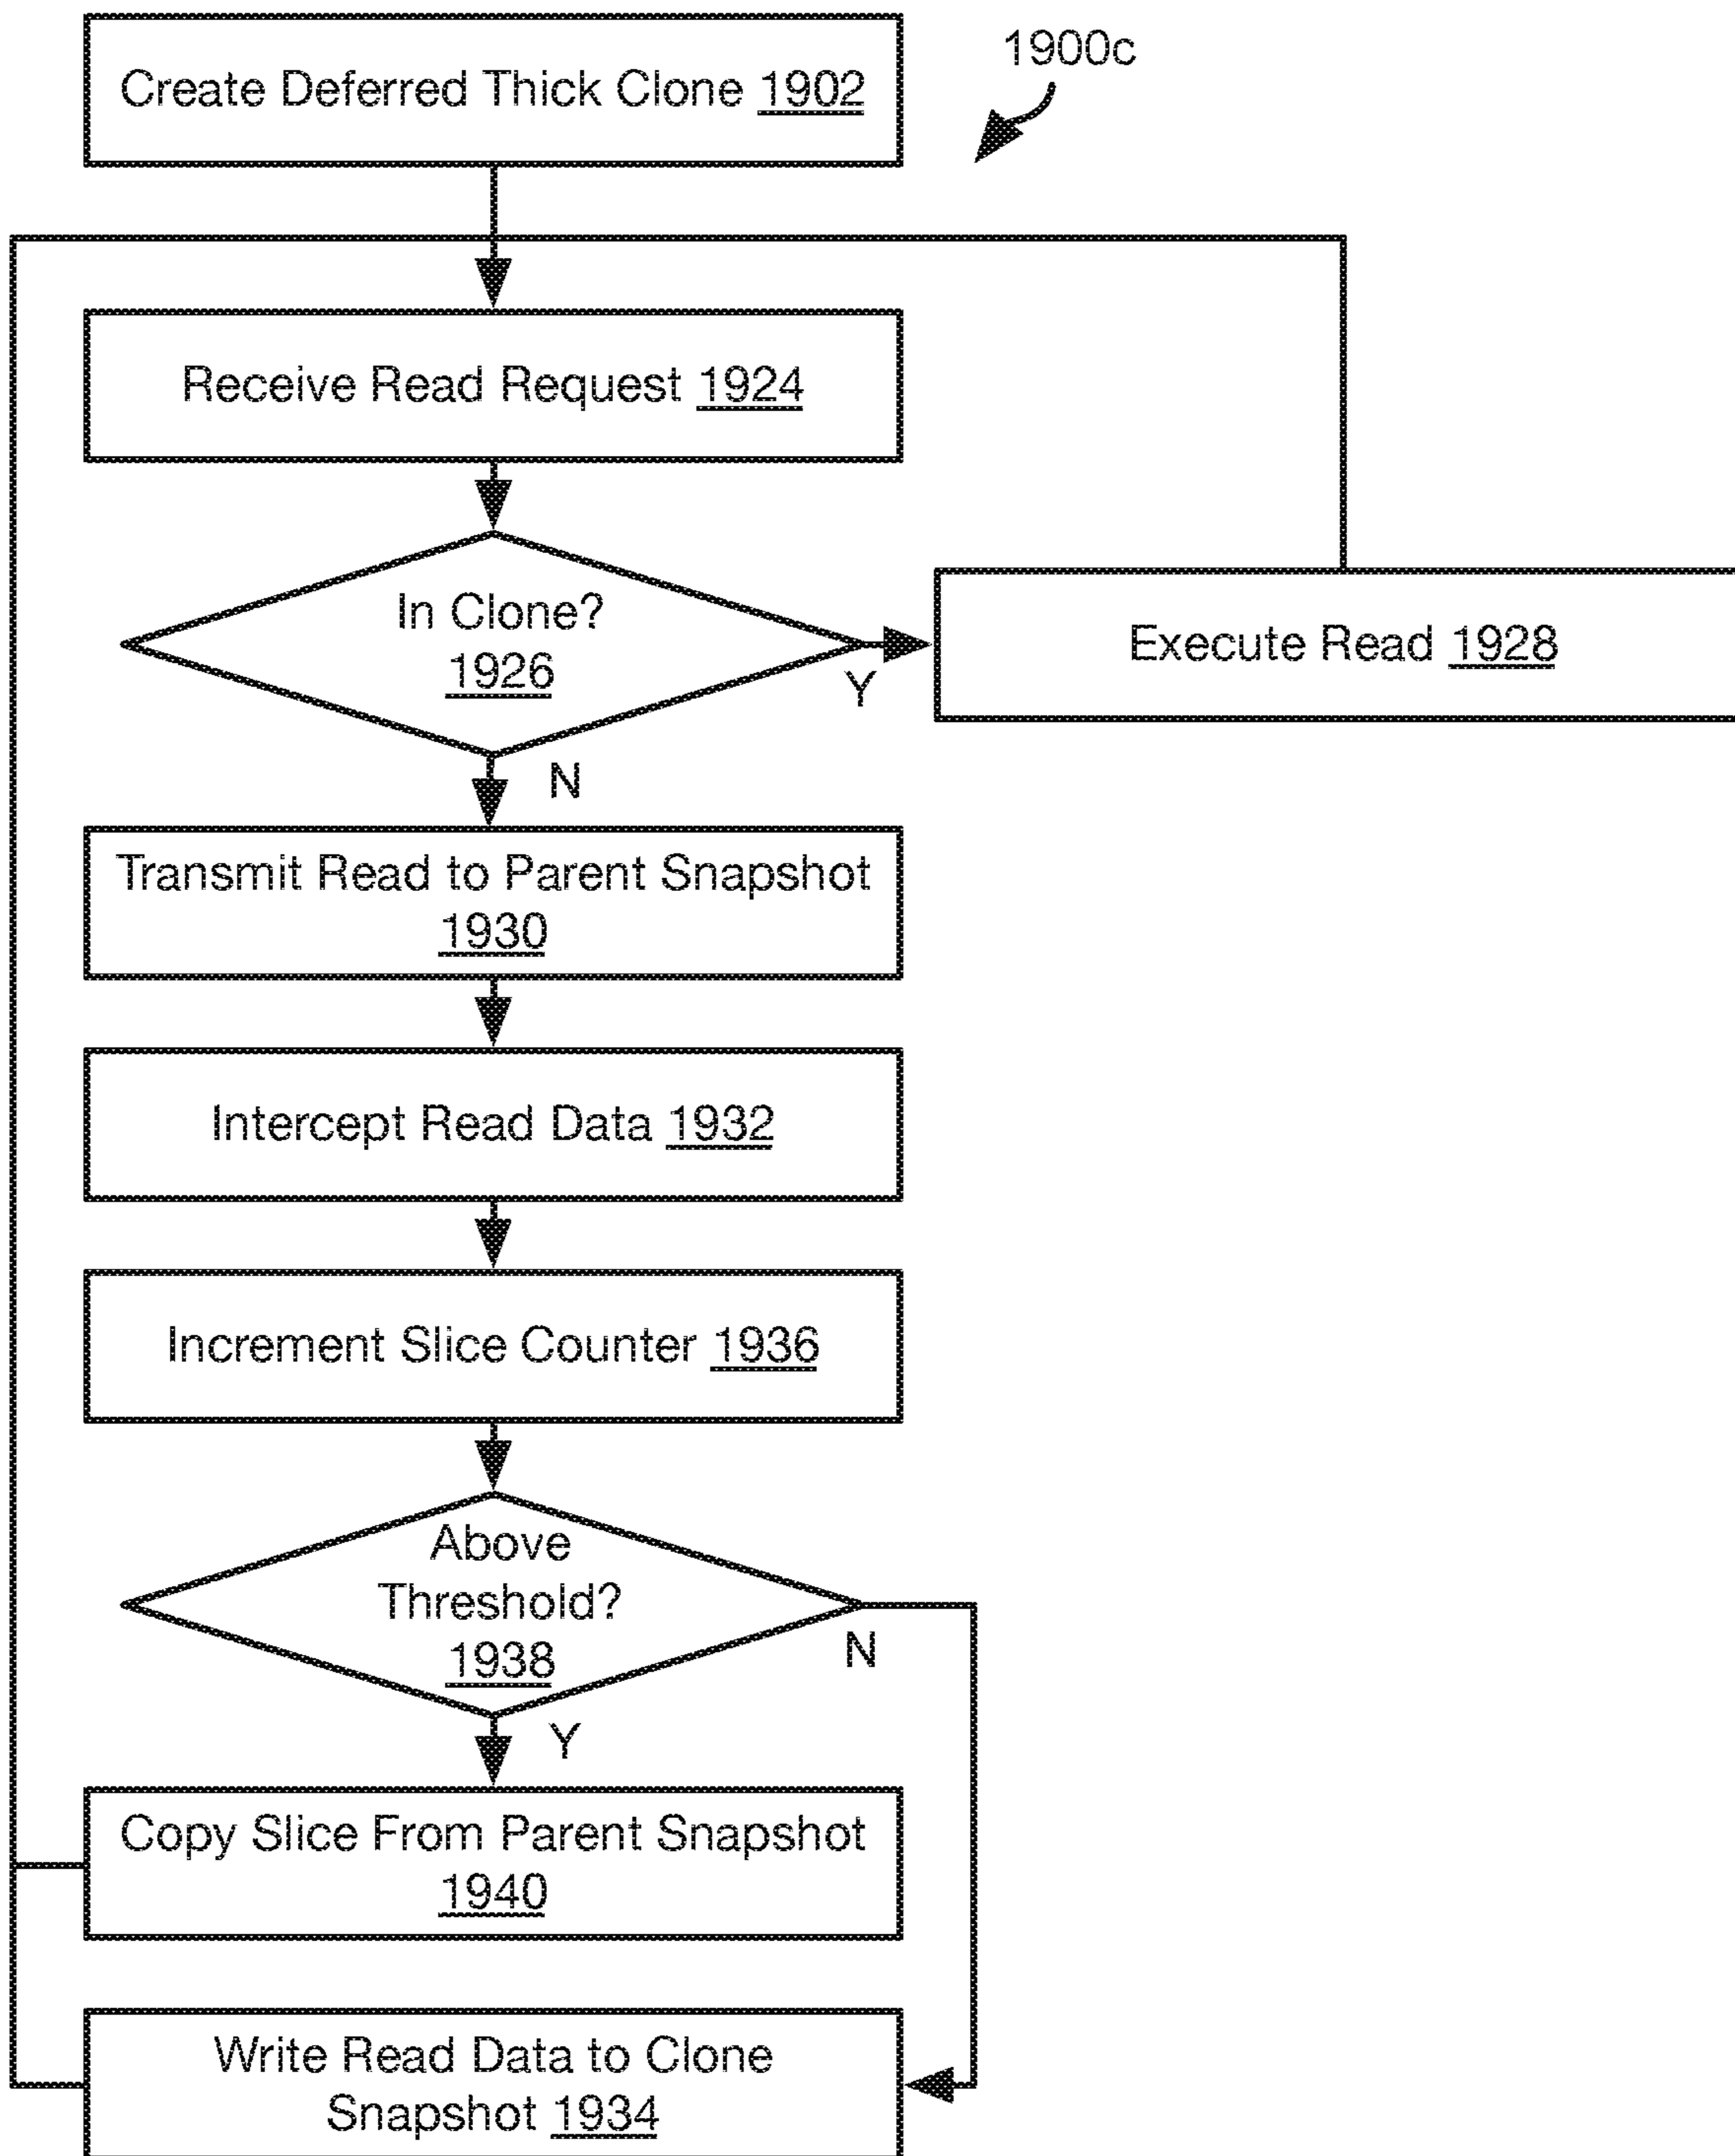 Create Deferred Thick Clone 1902
1900c
Receive Read Request 1924
In Clone?
1926
Y
Execute Read 1928
N
Transmit Read to Parent Snapshot
1930
Intercept Read Data 1932
Increment Slice Counter 1936
Above
Threshold?
1938
N
Y
Copy Slice From Parent Snapshot
1940
Write Read Data to Clone
Snapshot 1934